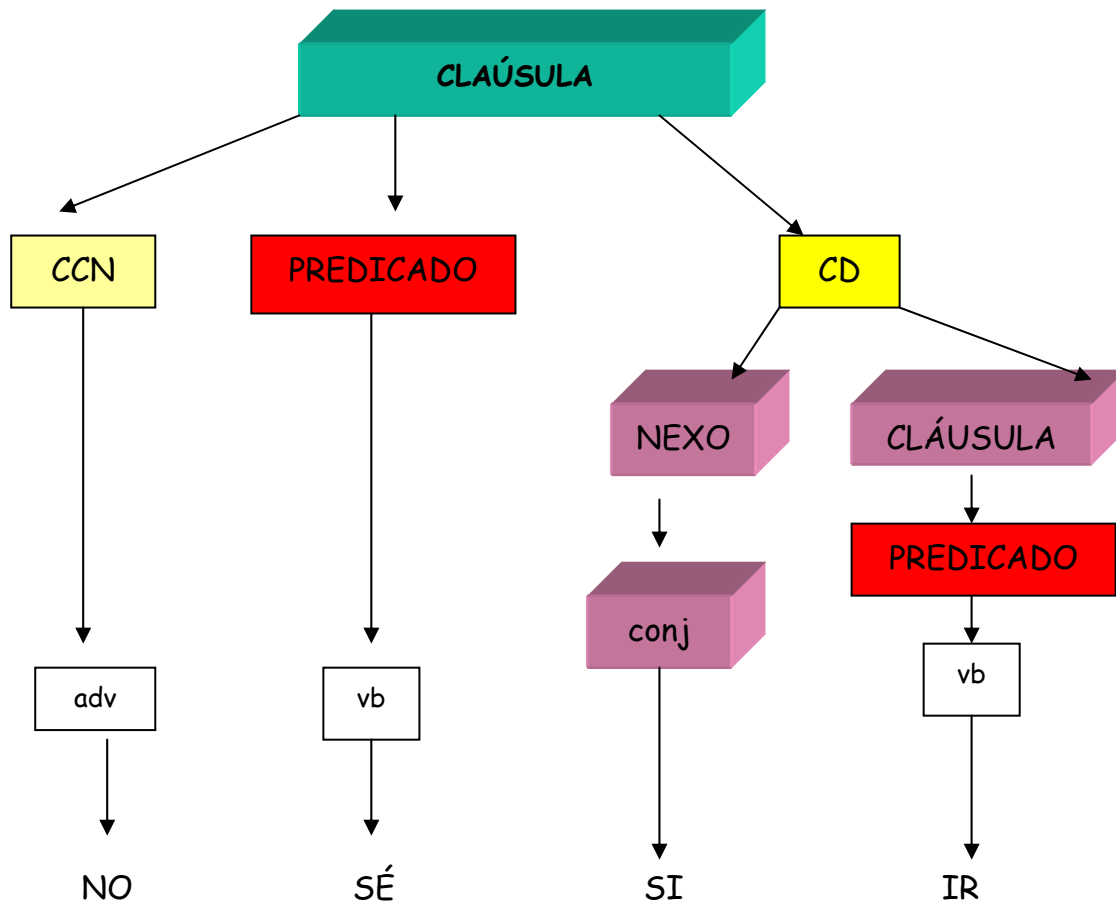 CLAÚSULA
CCN PREDICADO CD
NEXO CLÁUSULA
PREDICADO
conj
adv vb vb
NO SÉ SI IR